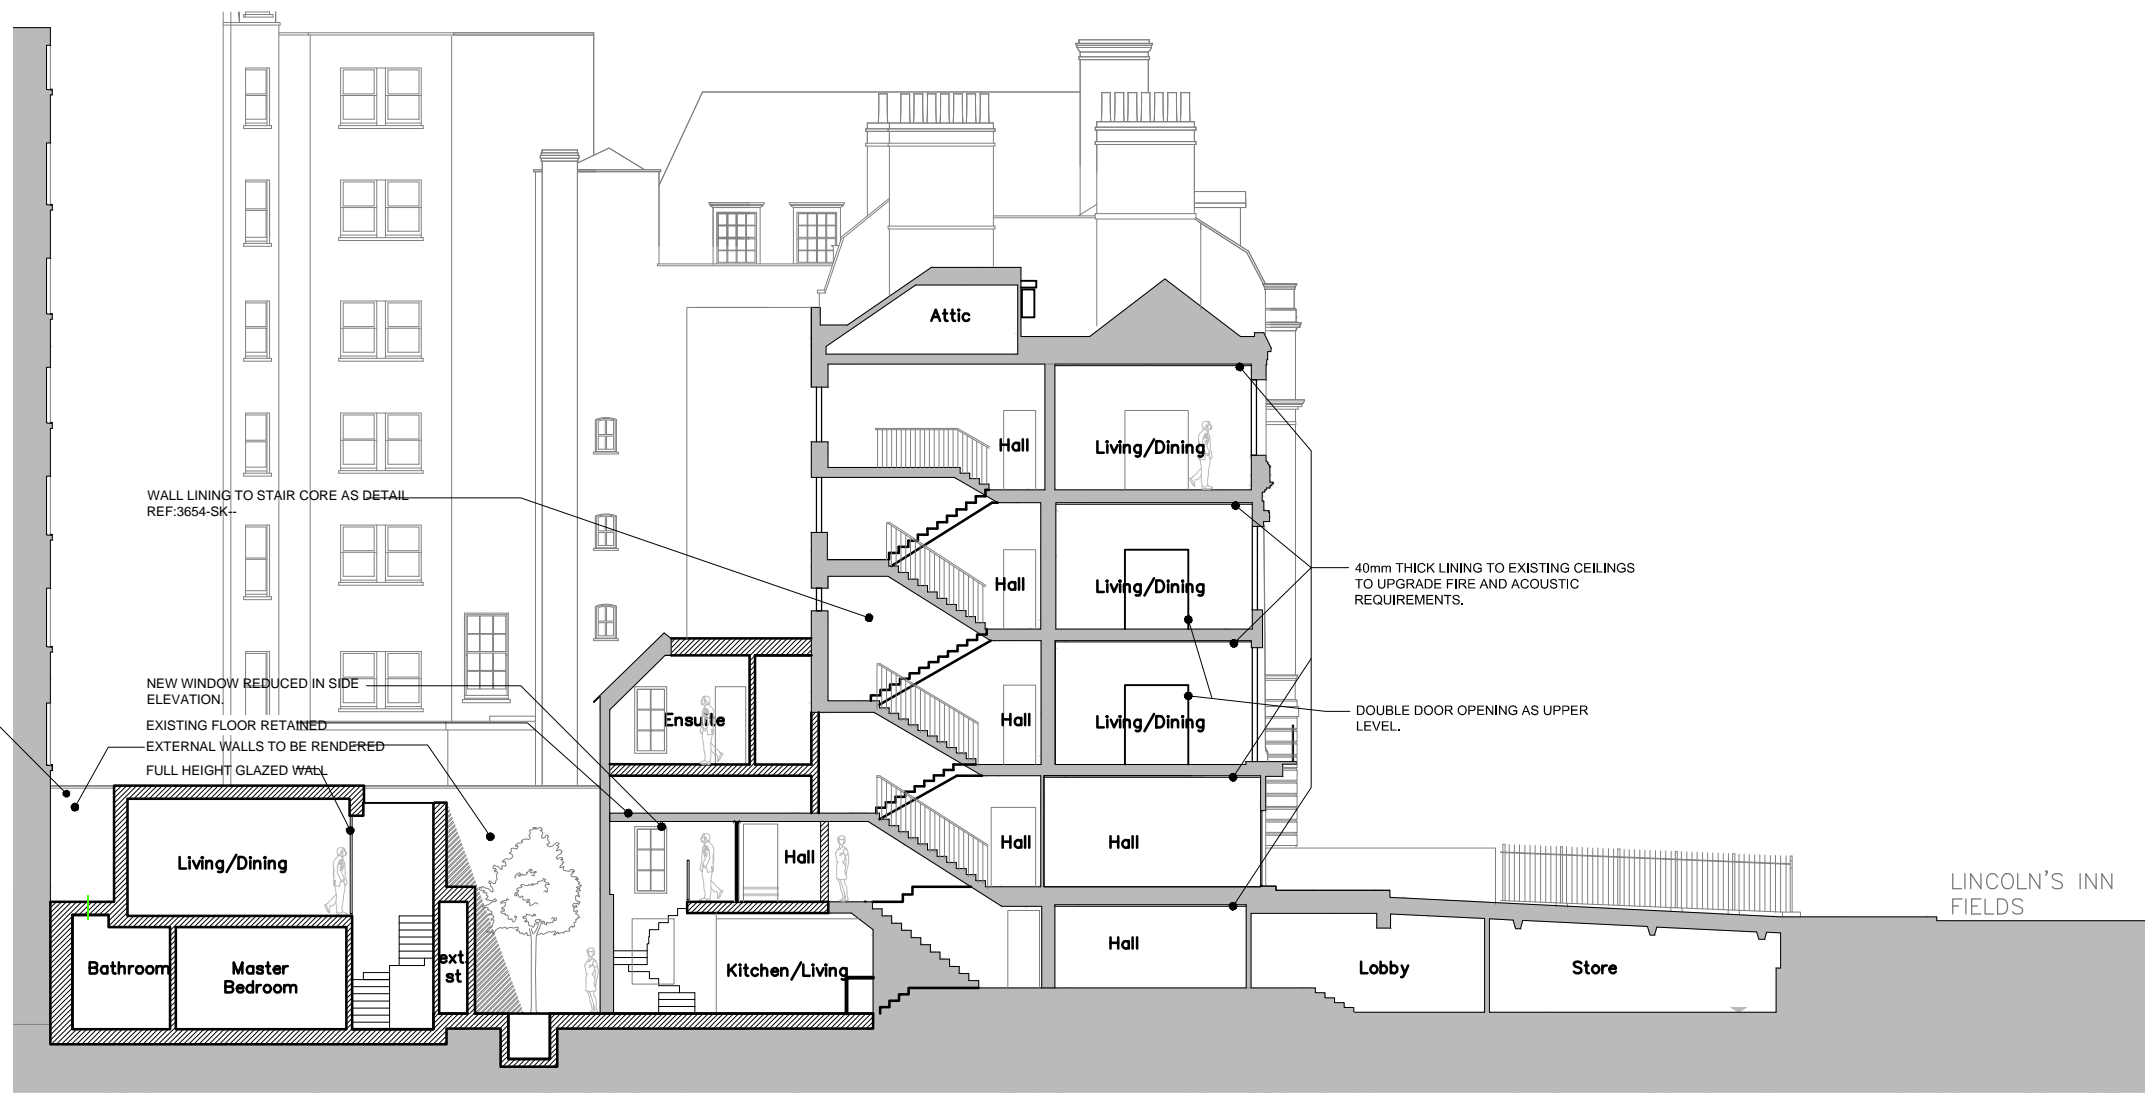 Attic
Hall
Living/Dining
WALL LINING TO STAIR CORE AS DETAIL
REF:3654-SK--
Hall
Living/Dining
40mm THICK LINING TO EXISTING CEILINGS
TO UPGRADE FIRE AND ACOUSTIC
REQUIREMENTS.
NEW WINDOW REDUCED IN SIDE
ELEVATION.
EXISTING FLOOR RETAINED
EXTERNAL WALLS TO BE RENDERED
FULL HEIGHT GLAZED WALL
Ensuite
Hall
Living/Dining
DOUBLE DOOR OPENING AS UPPER
LEVEL.
Living/Dining
Hall
Hall
Hall
LINCOLN'S INN
FIELDS
Bathroom
Master
Bedroom
ext.
st
Kitchen/Living
Hall
Lobby
Store